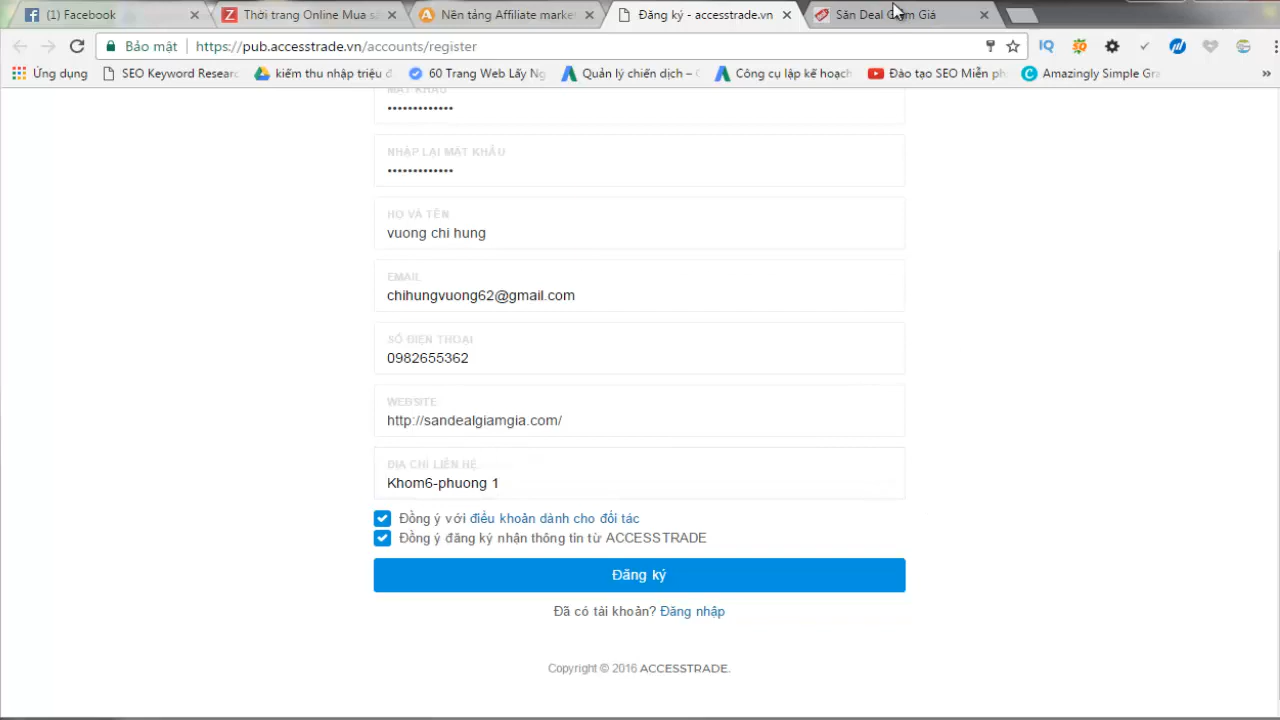 (1) Facebook
Thời trang Online Mua să
Nền tảng Affiliate market
Đăng ký - accesstrade.vn
Săn Deal Giảm Giá
Bảo mật
https://pub.accesstrade.vn/accounts/register
Ứng dụng
SEO Keyword Researc
kiếm thu nhập triệu đ
60 Trang Web Lấy Ng
Quản lý chiến dịch – G
Công cụ lập kế hoạch
Đào tạo SEO Miễn ph
Amazingly Simple Gra
»
MẬT KHẨU
•••••••••••••
NHẬP LẠI MẬT KHẨU
•••••••••••••
HỌ VÀ TÊN
vuong chi hung
EMAIL
chihungvuong62@gmail.com
SỐ ĐIỆN THOẠI
0982655362
WEBSITE
http://sandealgiamgia.com/
ĐỊA CHỈ LIÊN HỆ
Khom6-phuong 1
Đồng ý với điều khoản dành cho đối tác
Đồng ý đăng ký nhận thông tin từ ACCESSTRADE
Đăng ký
Đã có tài khoản? Đăng nhập
Copyright © 2016 ACCESSTRADE.